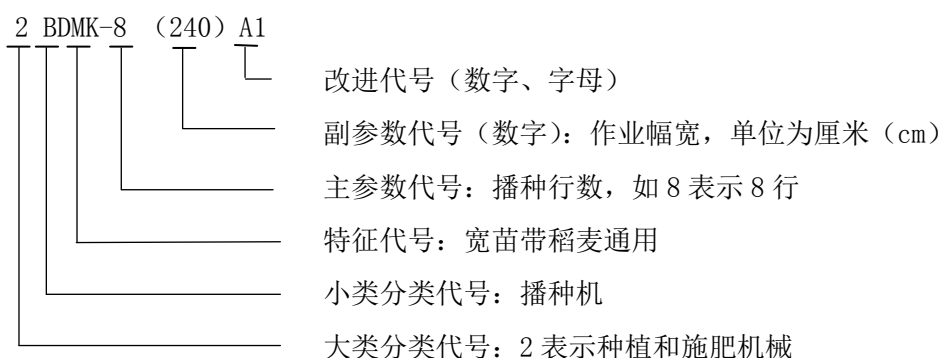 2 BDMK-8 （240）A1
改进代号（数字、字母）
副参数代号（数字）：作业幅宽，单位为厘米（cm）
主参数代号：播种行数，如 8 表示 8 行
特征代号：宽苗带稻麦通用
小类分类代号：播种机
大类分类代号：2 表示种植和施肥机械